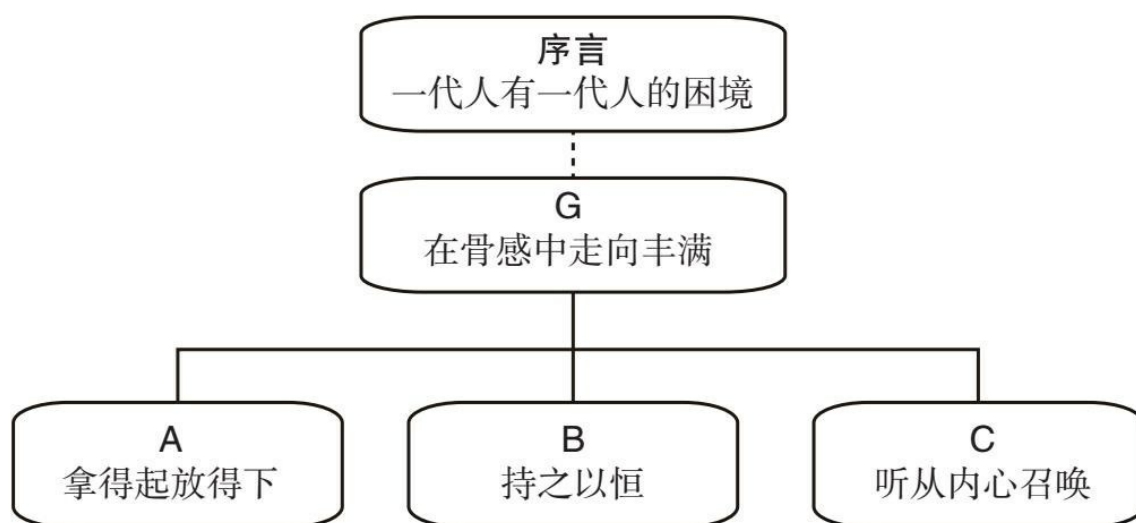 序言
一代人有一代人的困境
G
在骨感中走向丰满
A
拿得起放得下
B
持之以恒
C
听从内心召唤